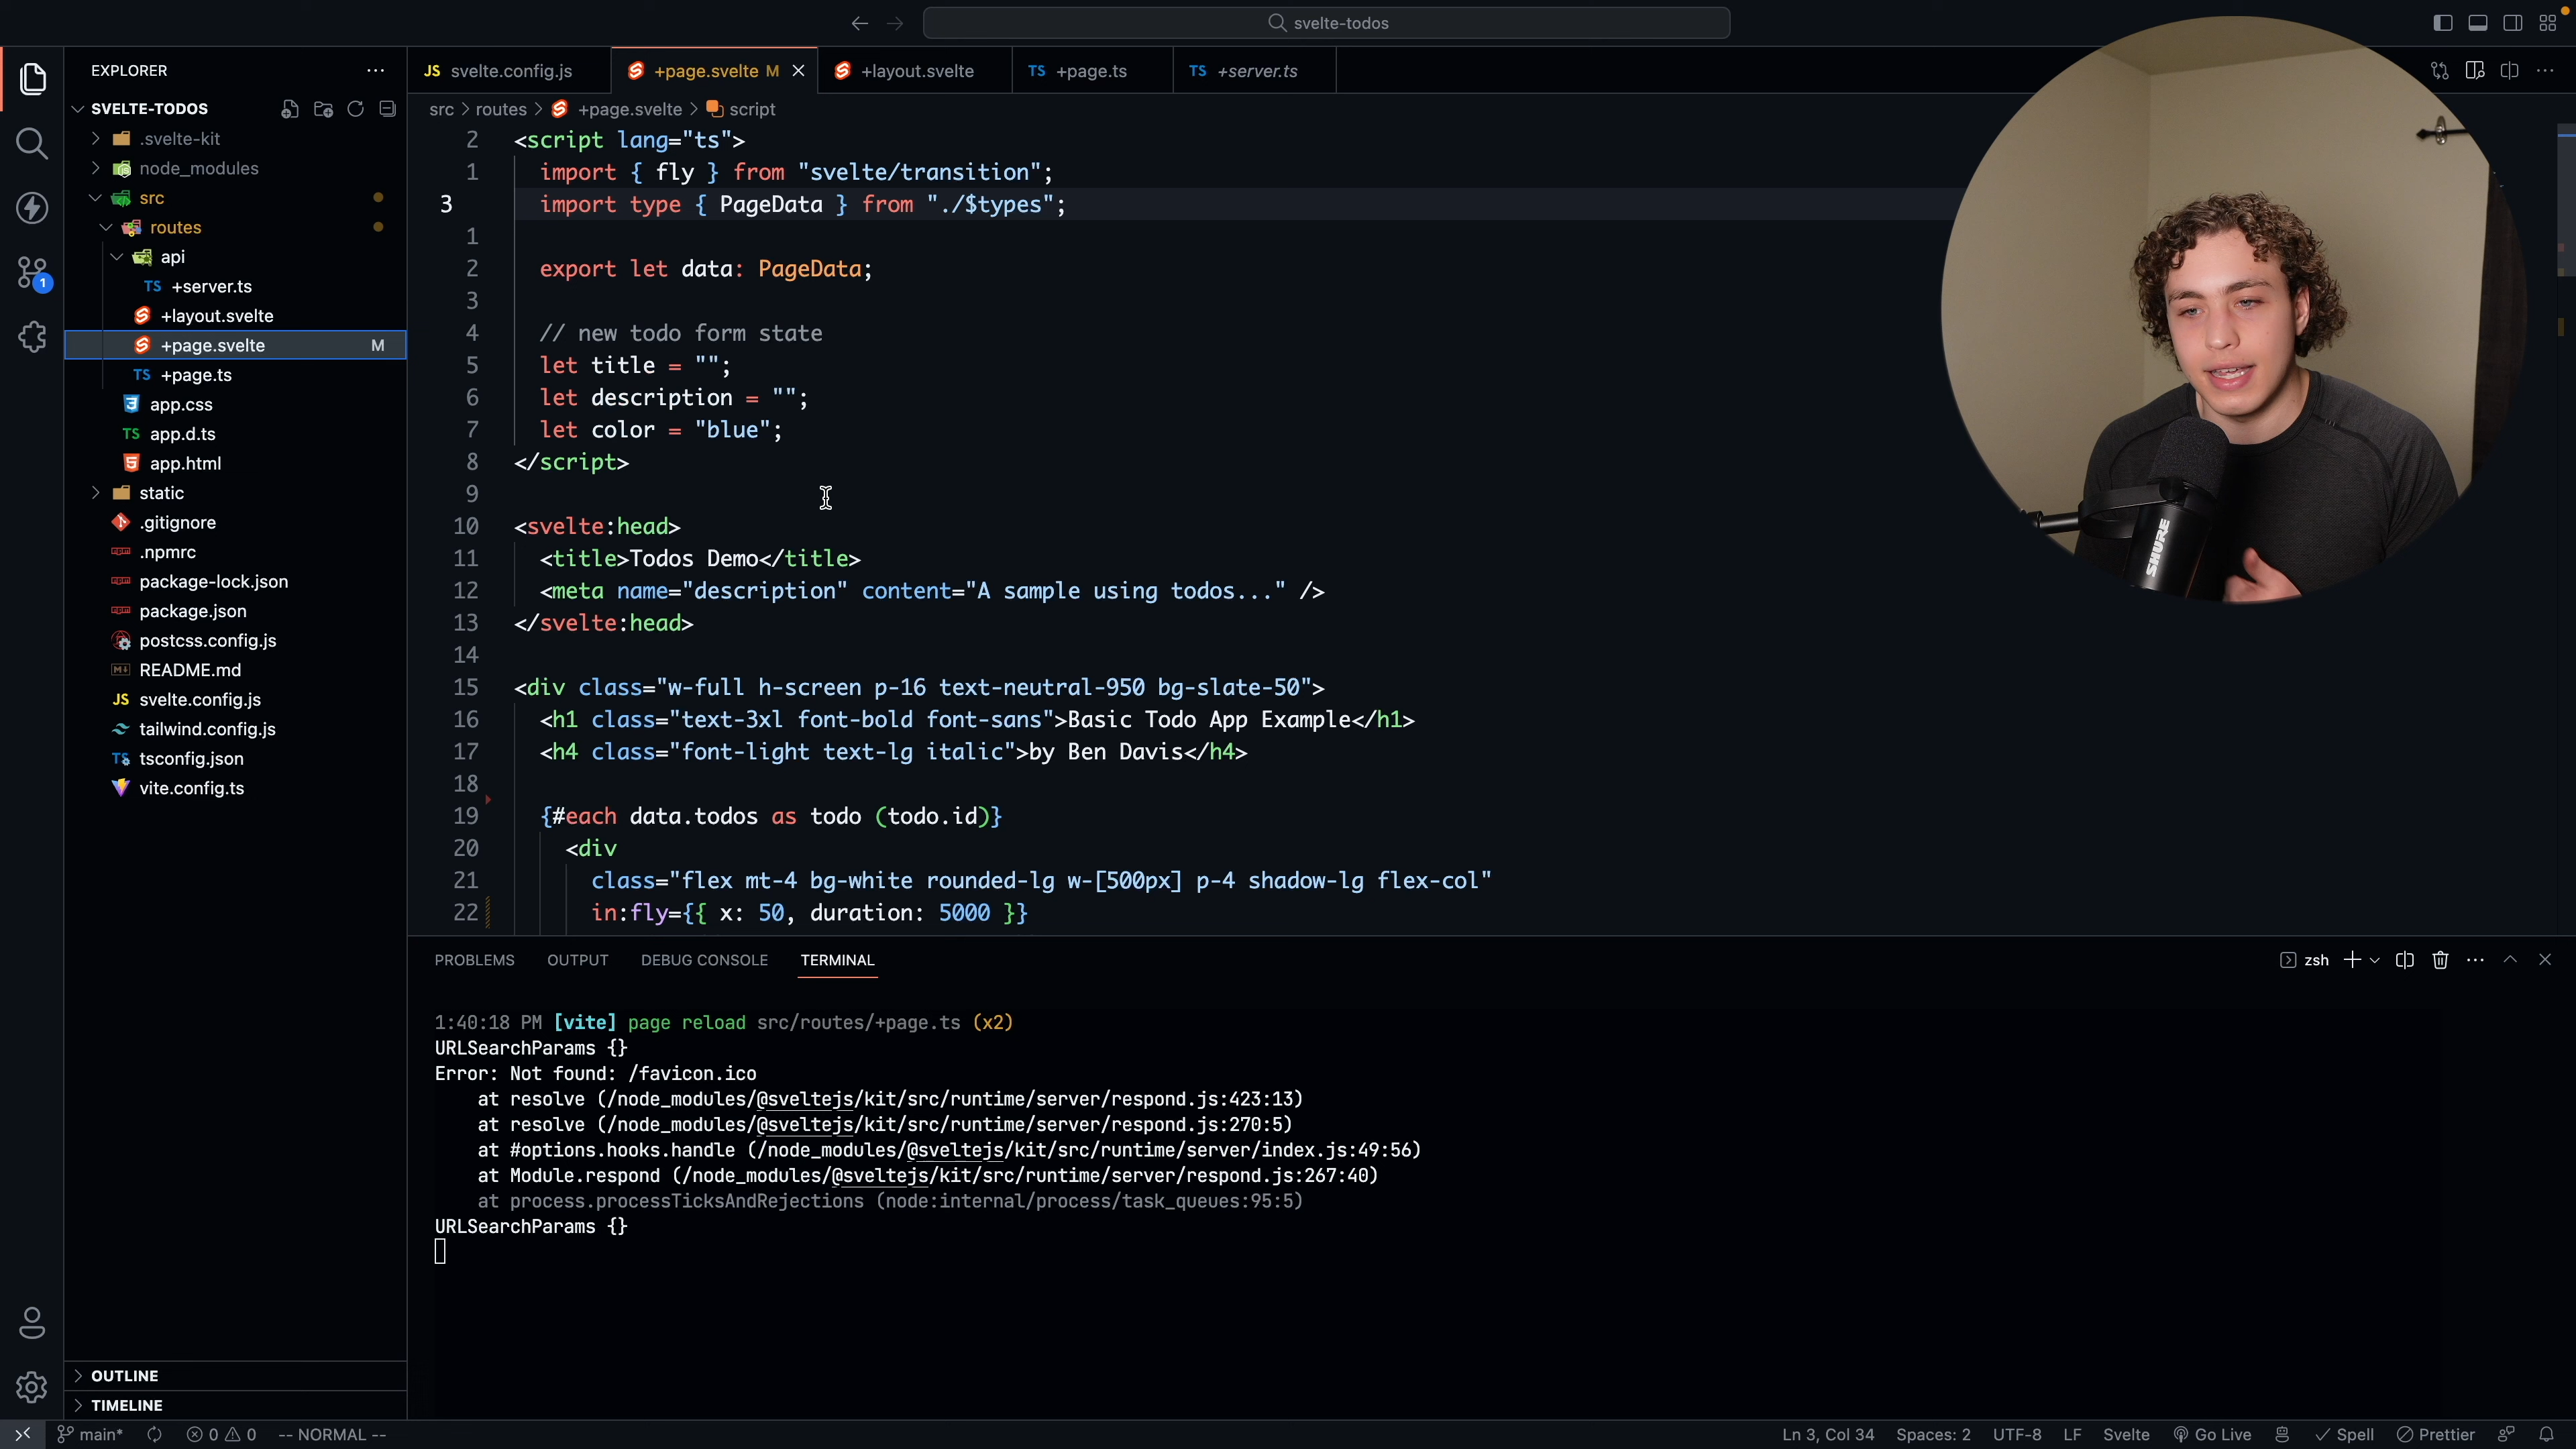 svelte-todos
EXPLORER
SVELTE-TODOS
.svelte-kit
node_modules
src
routes
api
TS +server.ts
+layout.svelte
+page.svelte M
TS +page.ts
app.css
TS app.d.ts
app.html
static
.gitignore
.npmrc
package-lock.json
package.json
postcss.config.js
README.md
JS svelte.config.js
tailwind.config.js
TS tsconfig.json
vite.config.ts
OUTLINE
TIMELINE
1
JS svelte.config.js
+page.svelte M
+layout.svelte
TS +page.ts
TS +server.ts
src > routes > +page.svelte > script
2 <script lang="ts">
1 import { fly } from "svelte/transition";
3 import type { PageData } from "./$types";
1
2 export let data: PageData;
3
4 // new todo form state
5 let title = "";
6 let description = "";
7 let color = "blue";
8 </script>
9
10 <svelte:head>
11 <title>Todos Demo</title>
12 <meta name="description" content="A sample using todos..." />
13 </svelte:head>
14
15 <div class="w-full h-screen p-16 text-neutral-950 bg-slate-50">
16 <h1 class="text-3xl font-bold font-sans">Basic Todo App Example</h1>
17 <h4 class="font-light text-lg italic">by Ben Davis</h4>
18
19 {#each data.todos as todo (todo.id)}
20 <div
21 class="flex mt-4 bg-white rounded-lg w-[500px] p-4 shadow-lg flex-col"
22 in:fly={{ x: 50, duration: 5000 }}
SHURE
PROBLEMS OUTPUT DEBUG CONSOLE TERMINAL
zsh
1:40:18 PM [vite] page reload src/routes/+page.ts (x2)
URLSearchParams {}
Error: Not found: /favicon.ico
at resolve (/node_modules/@sveltejs/kit/src/runtime/server/respond.js:423:13)
at resolve (/node_modules/@sveltejs/kit/src/runtime/server/respond.js:270:5)
at #options.hooks.handle (/node_modules/@sveltejs/kit/src/runtime/server/index.js:49:56)
at Module.respond (/node_modules/@sveltejs/kit/src/runtime/server/respond.js:267:40)
at process.processTicksAndRejections (node:internal/process/task_queues:95:5)
URLSearchParams {}
main* 0 0 -- NORMAL --
Ln 3, Col 34 Spaces: 2 UTF-8 LF Svelte Go Live Spell Prettier